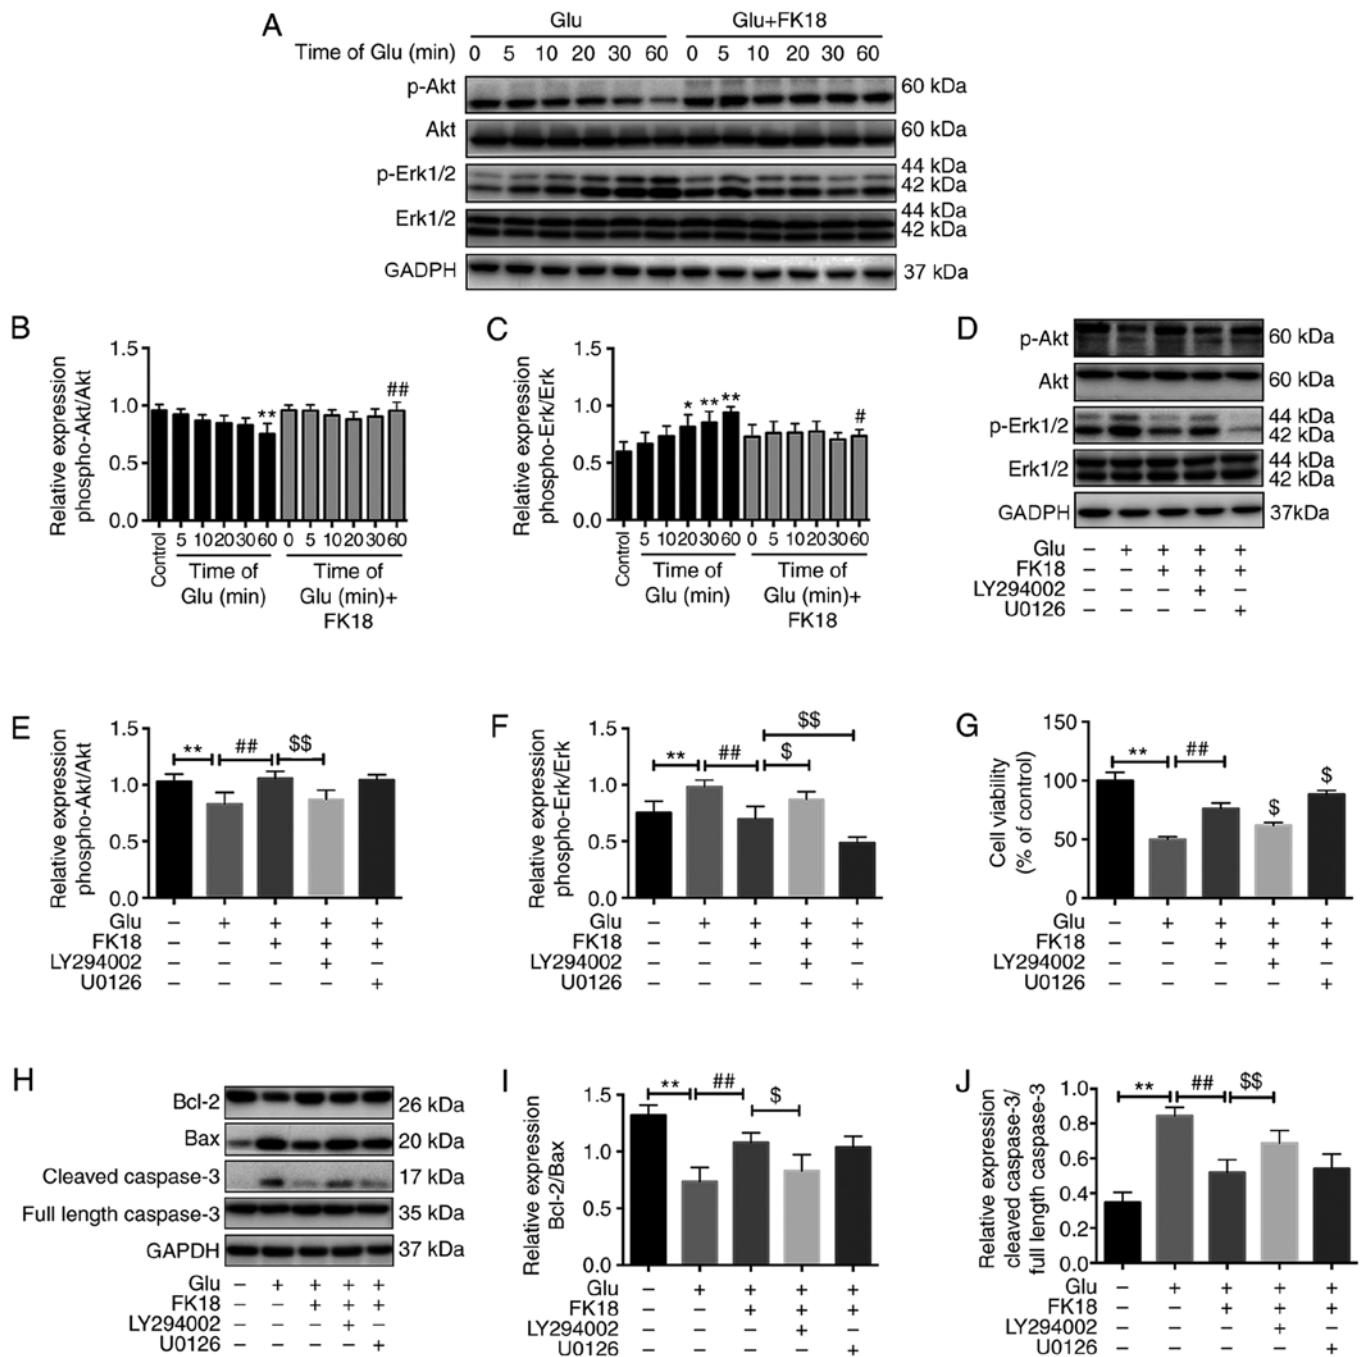 A
Glu
Glu+FK18
Time of Glu (min) 0 5 10 20 30 60 0 5 10 20 30 60
p-Akt 60 kDa
Akt 60 kDa
p-Erk1/2 44 kDa
42 kDa
Erk1/2 44 kDa
42 kDa
GADPH 37 kDa
B
Relative expression
phospho-Akt/Akt
1.5
1.0
0.5
0.0
**
##
Control 5 10 20 30 60 0 5 10 20 30 60
Time of
Glu (min)
Time of
Glu (min)+
FK18
C
Relative expression
phospho-Erk/Erk
1.5
1.0
0.5
0.0
* ** **
#
Control 5 10 20 30 60 0 5 10 20 30 60
Time of
Glu (min)
Time of
Glu (min)+
FK18
D
p-Akt 60 kDa
Akt 60 kDa
p-Erk1/2 44 kDa
42 kDa
Erk1/2 44 kDa
42 kDa
GADPH 37kDa
Glu − + + + +
FK18 − − + + +
LY294002 − − − + −
U0126 − − − − +
E
Relative expression
phospho-Akt/Akt
1.5
1.0
0.5
0.0
** ## $$
Glu − + + + +
FK18 − − + + +
LY294002 − − − + −
U0126 − − − − +
F
Relative expression
phospho-Erk/Erk
1.5
1.0
0.5
0.0
$$
** ## $
Glu − + + + +
FK18 − − + + +
LY294002 − − − + −
U0126 − − − − +
G
Cell viability
(% of control)
150
100
50
0
** ##
$ $
Glu − + + + +
FK18 − − + + +
LY294002 − − − + −
U0126 − − − − +
H
Bcl-2 26 kDa
Bax 20 kDa
Cleaved caspase-3 17 kDa
Full length caspase-3 35 kDa
GAPDH 37 kDa
Glu − + + + +
FK18 − − + + +
LY294002 − − − + −
U0126 − − − − +
I
Relative expression
Bcl-2/Bax
1.5
1.0
0.5
0.0
** ## $
Glu − + + + +
FK18 − − + + +
LY294002 − − − + −
U0126 − − − − +
J
Relative expression
cleaved caspase-3/
full length caspase-3
1.0
0.8
0.6
0.4
0.2
0.0
** ## $$
Glu − + + + +
FK18 − − + + +
LY294002 − − − + −
U0126 − − − − +